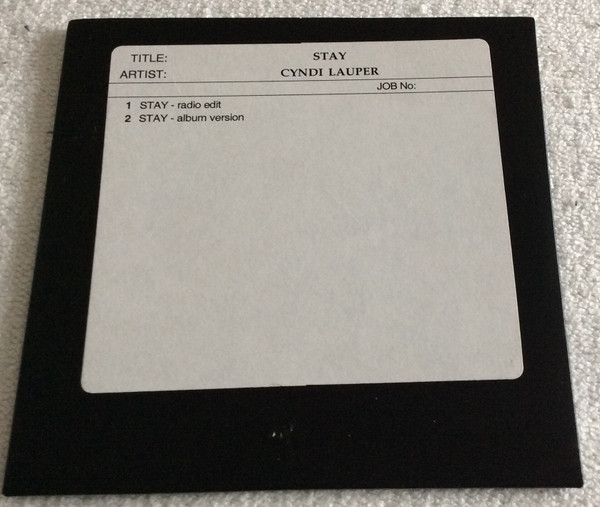 TITLE: STAY
ARTIST: CYNDI LAUPER
JOB No:
1 STAY - radio edit
2 STAY - album version